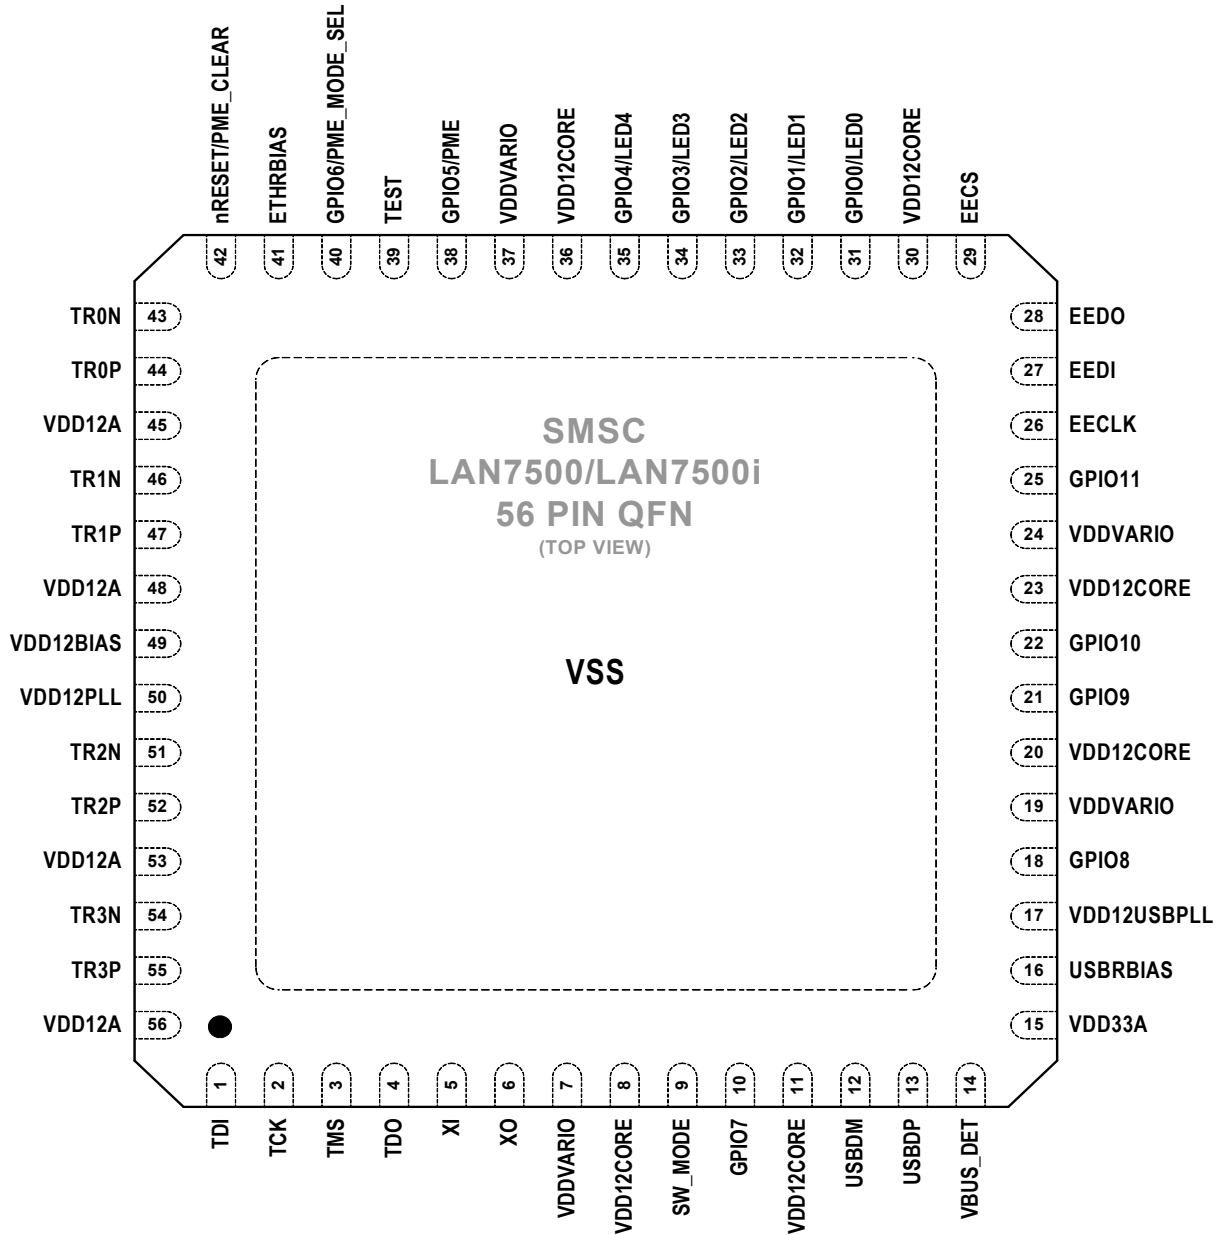 nRESET/PME_CLEAR
ETHRBIAS
GPIO6/PME_MODE_SEL
TEST
GPIO5/PME
VDDVARIO
VDD12CORE
GPIO4/LED4
GPIO3/LED3
GPIO2/LED2
GPIO1/LED1
GPIO0/LED0
VDD12CORE
EECS
42
41
40
39
38
37
36
35
34
33
32
31
30
29
TR0N 43
TR0P 44
VDD12A 45
TR1N 46
TR1P 47
VDD12A 48
VDD12BIAS 49
VDD12PLL 50
TR2N 51
TR2P 52
VDD12A 53
TR3N 54
TR3P 55
VDD12A 56
SMSC
LAN7500/LAN7500i
56 PIN QFN
(TOP VIEW)
VSS
28 EEDO
27 EEDI
26 EECLK
25 GPIO11
24 VDDVARIO
23 VDD12CORE
22 GPIO10
21 GPIO9
20 VDD12CORE
19 VDDVARIO
18 GPIO8
17 VDD12USBPLL
16 USBRBIAS
15 VDD33A
1
2
3
4
5
6
7
8
9
10
11
12
13
14
TDI
TCK
TMS
TDO
XI
XO
VDDVARIO
VDD12CORE
SW_MODE
GPIO7
VDD12CORE
USBDM
USBDP
VBUS_DET